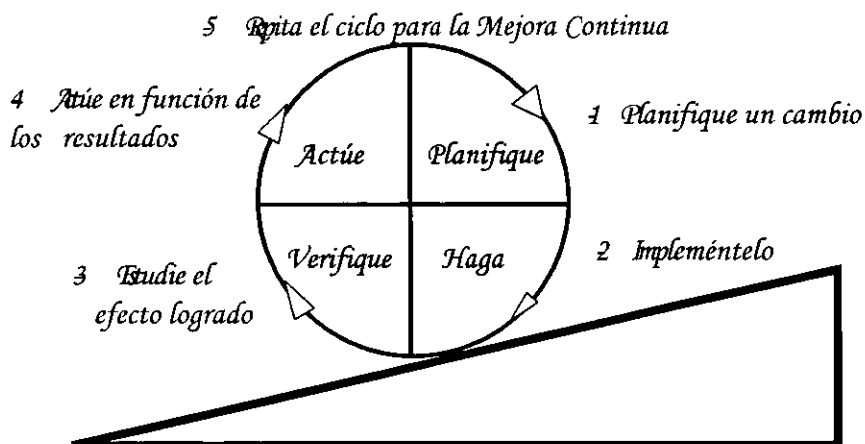 5 Repita el ciclo para la Mejora Continua
4 Actúe en función de
los resultados
1 Planifique un cambio
Actúe
Planifique
Verifique
Haga
2 Impleméntelo
3 Estudie el
efecto logrado